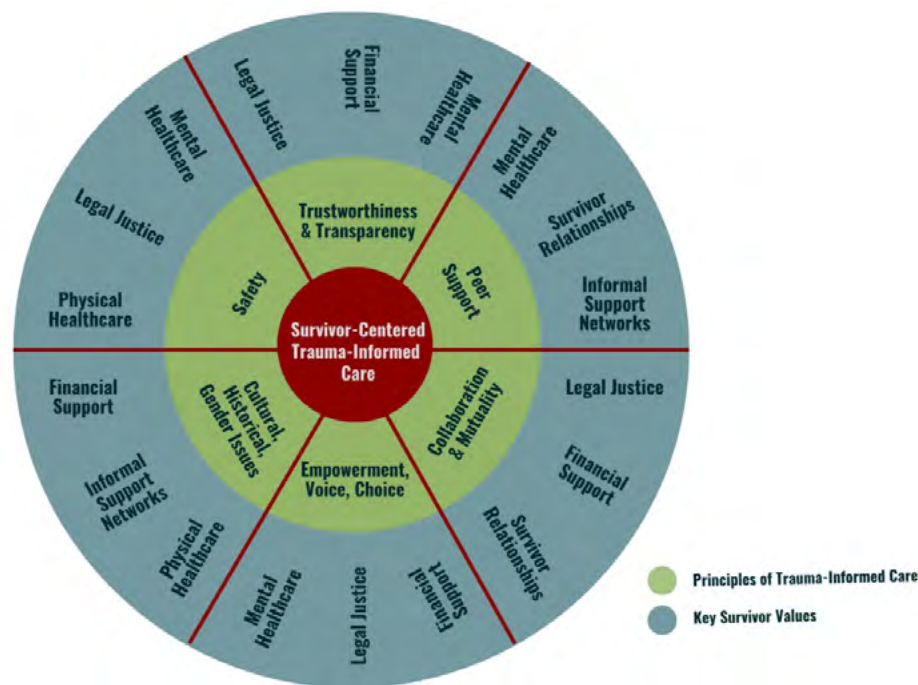 Financial
Support
Legal Justice
Mental
Healthcare
Mental
Healthcare
Legal Justice
Physical
Healthcare
Mental
Healthcare
Survivor
Relationships
Informal
Support
Networks
Trustworthiness
& Transparency
Safety
Peer
Support
Survivor-Centered
Trauma-Informed
Care
Cultural,
Historical,
Gender Issues
Collaboration
& Mutuality
Empowerment,
Voice, Choice
Financial
Support
Informal
Support
Networks
Physical
Healthcare
Mental
Healthcare
Legal Justice
Financial
Support
Legal Justice
Financial
Support
Survivor
Relationships
Principles of Trauma-Informed Care
Key Survivor Values